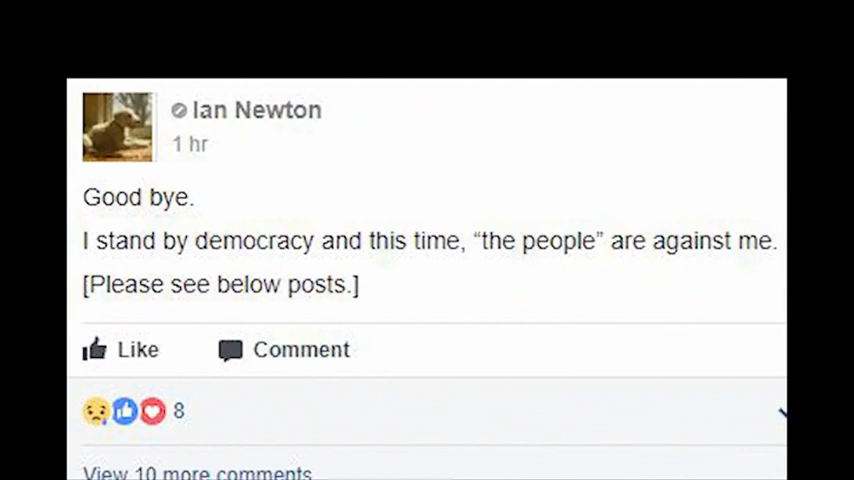 Ian Newton
1 hr
Good bye.
I stand by democracy and this time, “the people” are against me.
[Please see below posts.]
Like Comment
8
View 10 more comments